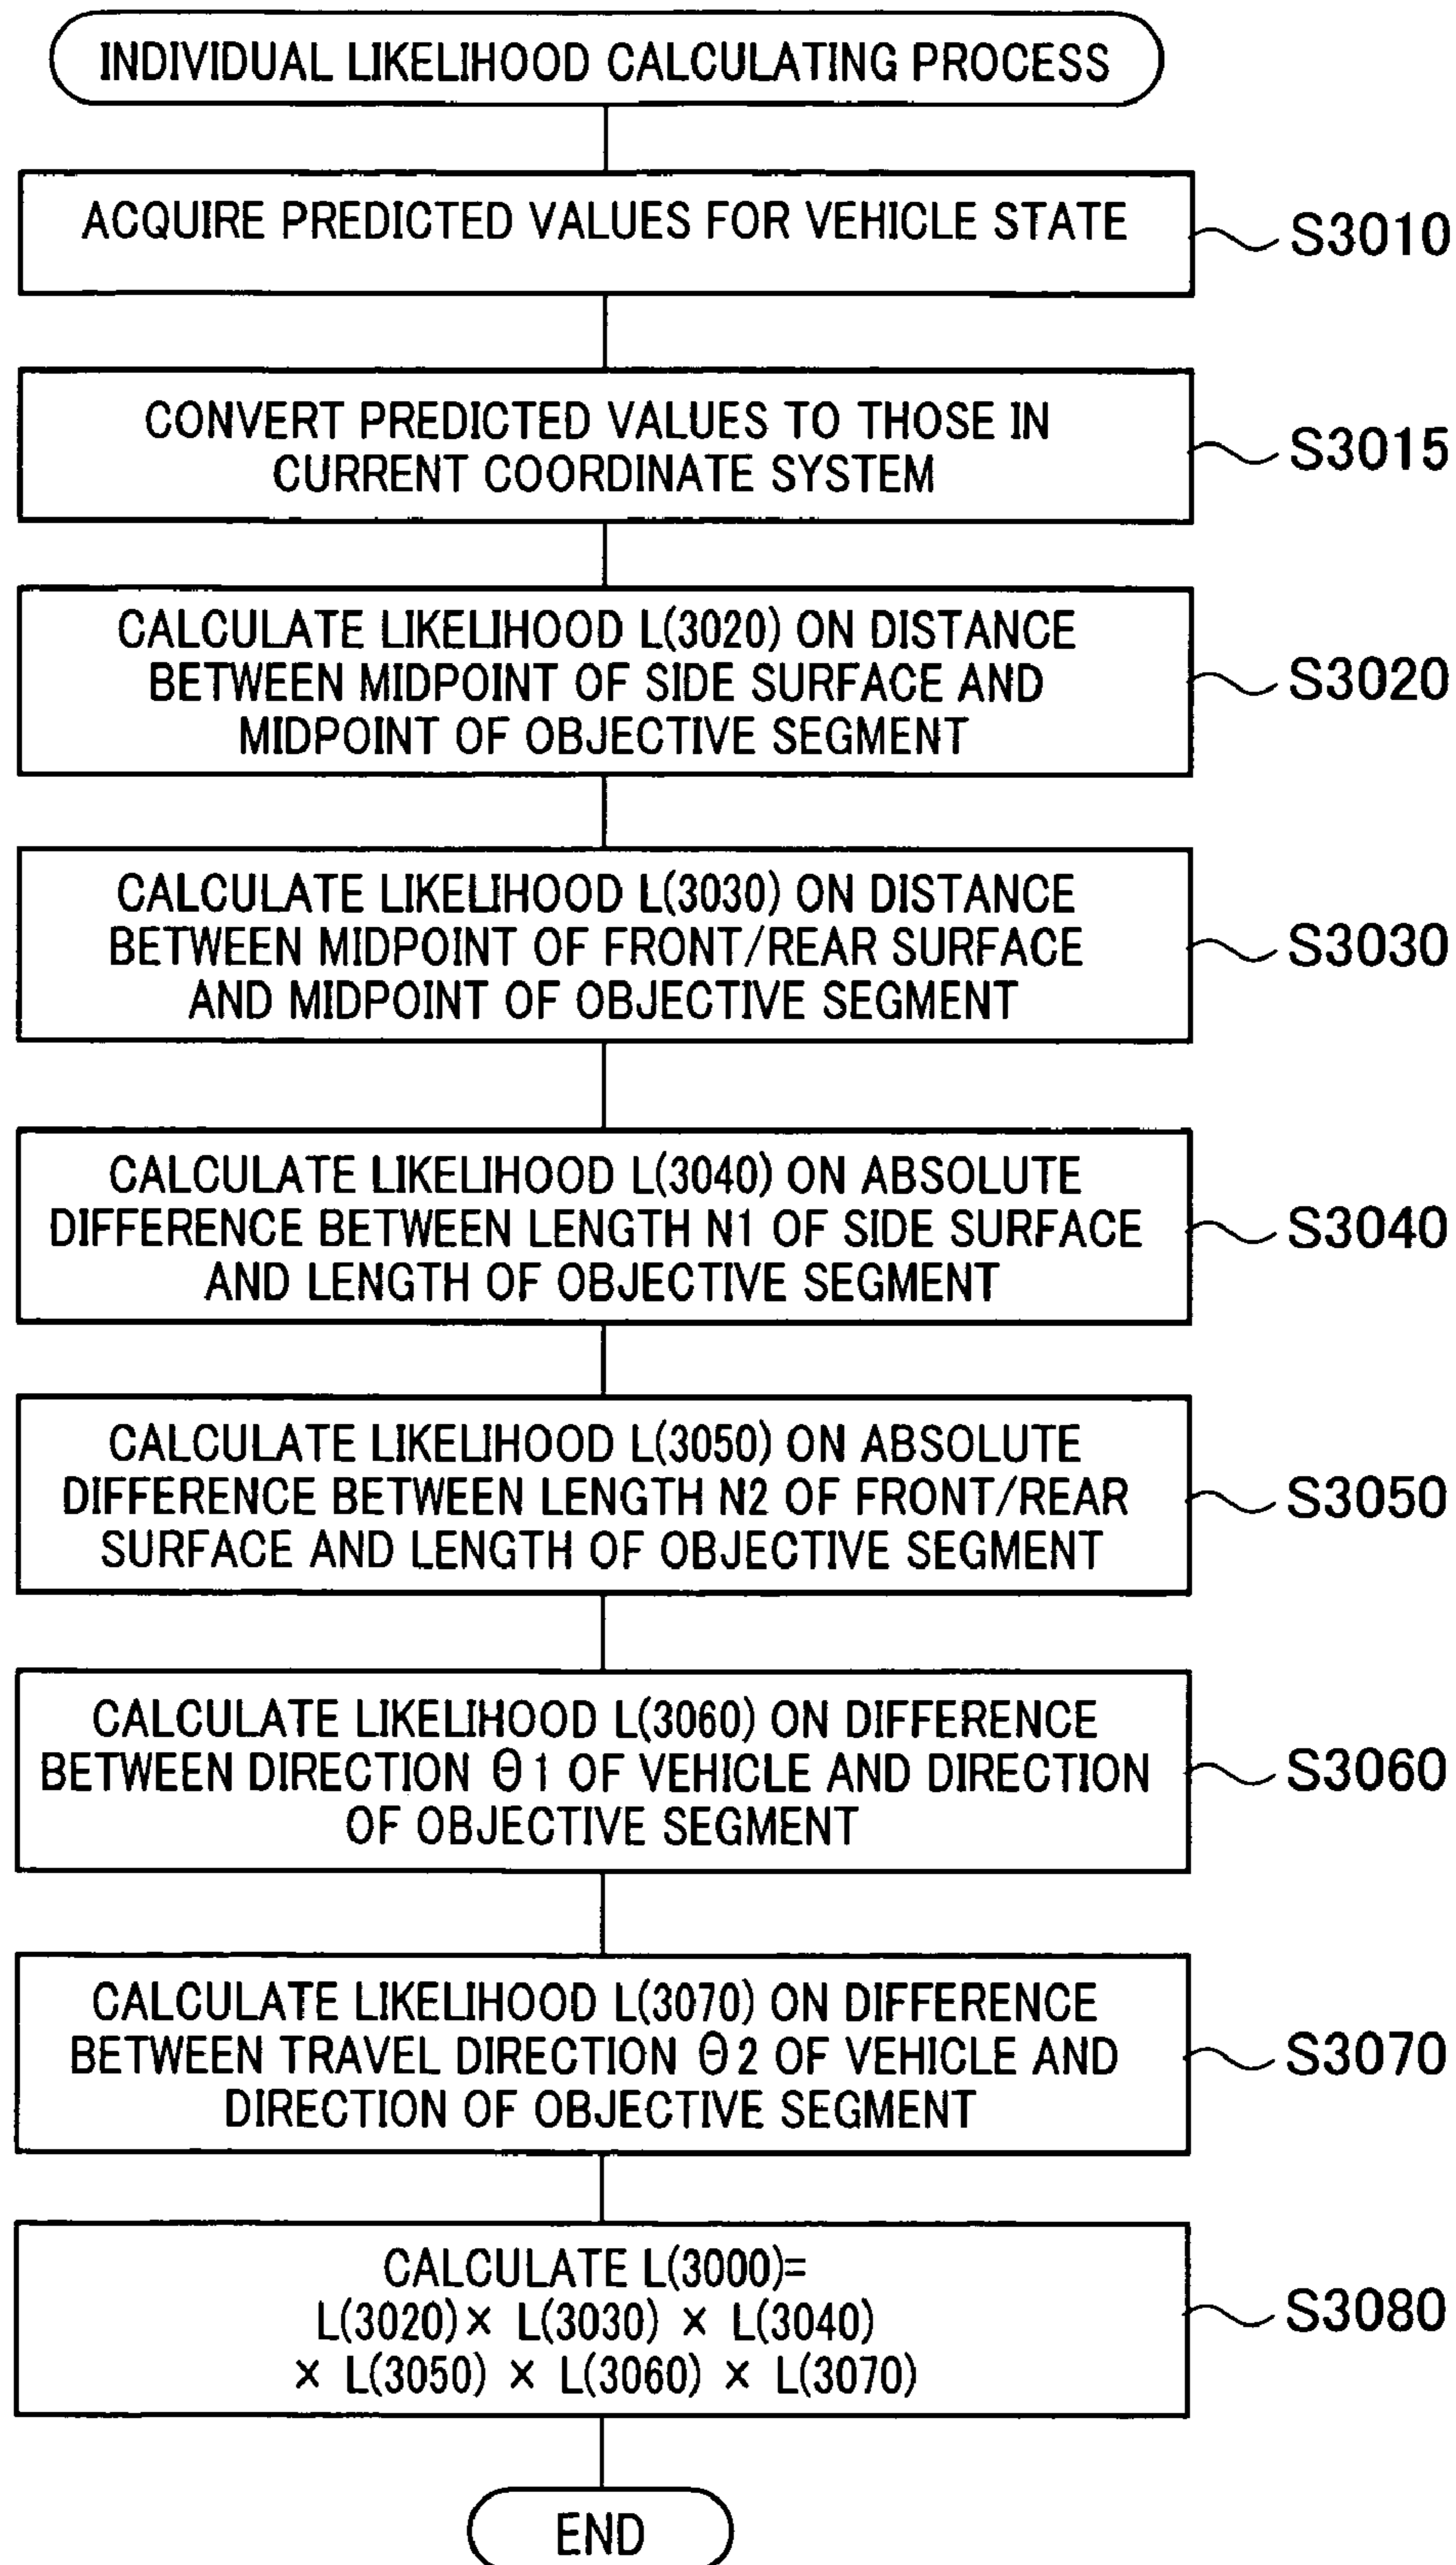 INDIVIDUAL LIKELIHOOD CALCULATING PROCESS
ACQUIRE PREDICTED VALUES FOR VEHICLE STATE
S3010
CONVERT PREDICTED VALUES TO THOSE IN
CURRENT COORDINATE SYSTEM
S3015
CALCULATE LIKELIHOOD L(3020) ON DISTANCE
BETWEEN MIDPOINT OF SIDE SURFACE AND
MIDPOINT OF OBJECTIVE SEGMENT
S3020
CALCULATE LIKELIHOOD L(3030) ON DISTANCE
BETWEEN MIDPOINT OF FRONT/REAR SURFACE
AND MIDPOINT OF OBJECTIVE SEGMENT
S3030
CALCULATE LIKELIHOOD L(3040) ON ABSOLUTE
DIFFERENCE BETWEEN LENGTH N1 OF SIDE SURFACE
AND LENGTH OF OBJECTIVE SEGMENT
S3040
CALCULATE LIKELIHOOD L(3050) ON ABSOLUTE
DIFFERENCE BETWEEN LENGTH N2 OF FRONT/REAR
SURFACE AND LENGTH OF OBJECTIVE SEGMENT
S3050
CALCULATE LIKELIHOOD L(3060) ON DIFFERENCE
BETWEEN DIRECTION Θ1 OF VEHICLE AND DIRECTION
OF OBJECTIVE SEGMENT
S3060
CALCULATE LIKELIHOOD L(3070) ON DIFFERENCE
BETWEEN TRAVEL DIRECTION Θ2 OF VEHICLE AND
DIRECTION OF OBJECTIVE SEGMENT
S3070
CALCULATE L(3000)=
L(3020)× L(3030) × L(3040)
× L(3050) × L(3060) × L(3070)
S3080
END